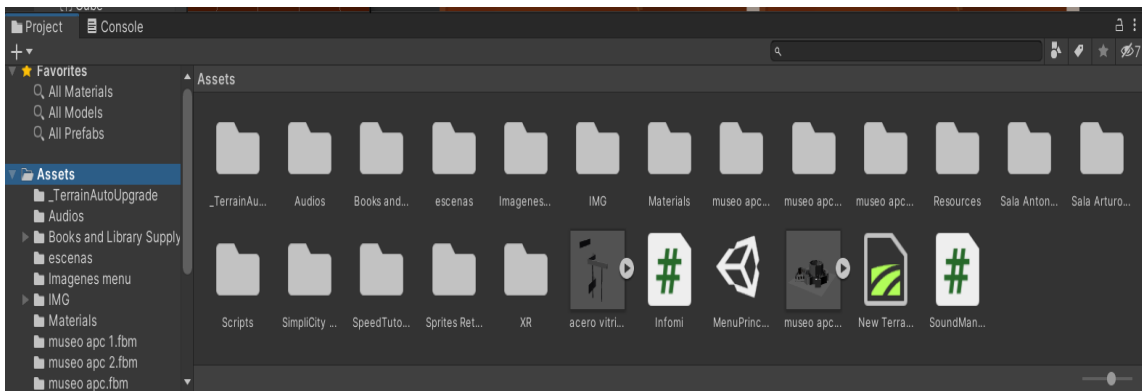 Project
Console
7
Favorites
All Materials
All Models
All Prefabs
Assets
_TerrainAutoUpgrade
Audios
Books and Library Supply
escenas
Imagenes menu
IMG
Materials
museo apc 1.fbm
museo apc 2.fbm
museo apc.fbm
Assets
_TerrainAu... Audios Books and... escenas Imagenes... IMG Materials museo apc... museo apc... museo apc... Resources Sala Anton... Sala Arturo...
Scripts SimpliCity ... SpeedTuto... Sprites Ret... XR acero vitri... Infomi MenuPrinc... museo apc... New Terra... SoundMan...